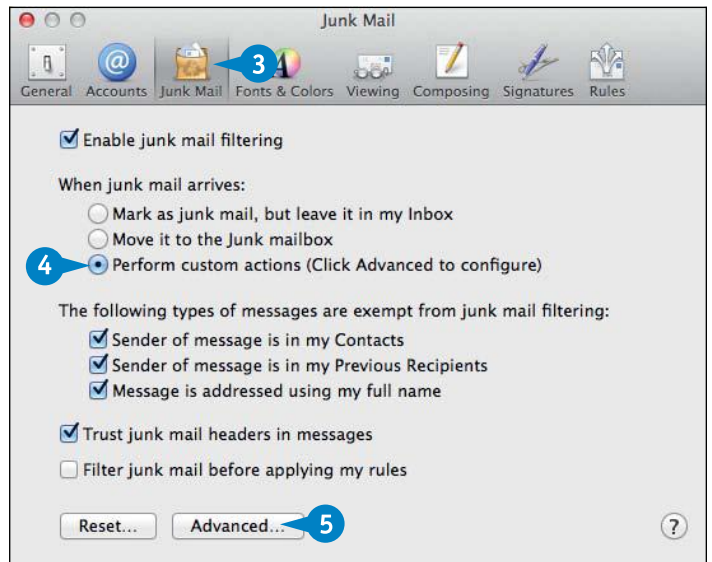 Junk Mail
3
General Accounts Junk Mail Fonts & Colors Viewing Composing Signatures Rules
Enable junk mail filtering
When junk mail arrives:
Mark as junk mail, but leave it in my Inbox
Move it to the Junk mailbox
4 Perform custom actions (Click Advanced to configure)
The following types of messages are exempt from junk mail filtering:
Sender of message is in my Contacts
Sender of message is in my Previous Recipients
Message is addressed using my full name
Trust junk mail headers in messages
Filter junk mail before applying my rules
Reset... Advanced... 5 ?